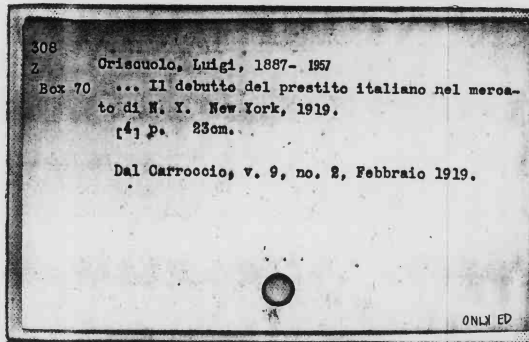 308
Z Criscuolo, Luigi, 1887- 1957
Box 70 ... Il debutto del prestito italiano nel merca-
to di N. Y. New York, 1919.
[4] p. 23cm.
Dal Carroccio, v. 9, no. 2, Febbraio 1919.
ONLY ED